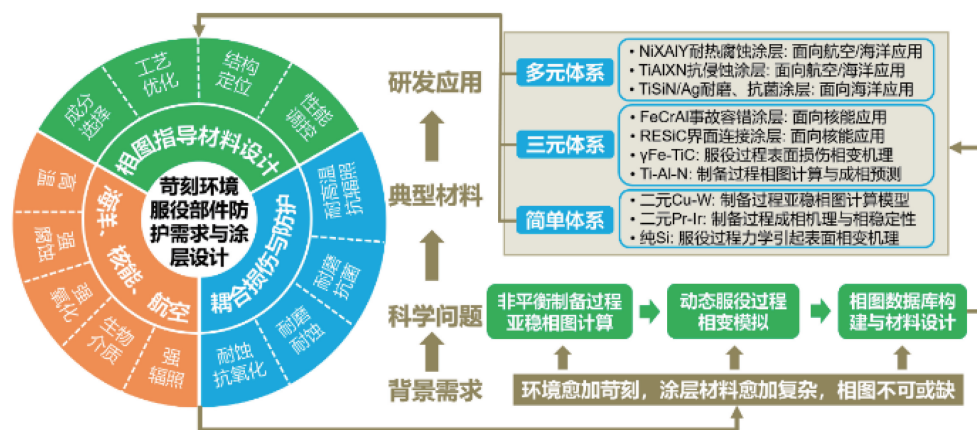 成分
选择
工艺
优化
结构
定位
性能
调控
相图指导材料设计
高温
强
腐蚀
强
氧化
生物
介质
强
辐照
海洋、核能、航空
耐高温
抗辐照
耐磨
抗菌
耐磨
耐蚀
耐蚀
抗氧化
耦合损伤与防护
苛刻环境
服役部件防
护需求与涂
层设计
研发应用
典型材料
科学问题
背景需求
多元体系
• NiXAlY耐热腐蚀涂层: 面向航空/海洋应用
• TiAlXN抗侵蚀涂层: 面向航空/海洋应用
• TiSiN/Ag耐磨、抗菌涂层: 面向海洋应用
三元体系
• FeCrAl事故容错涂层: 面向核能应用
• RESiC界面连接涂层: 面向核能应用
• γFe-TiC: 服役过程表面损伤相变机理
• Ti-Al-N: 制备过程相图计算与成相预测
简单体系
• 二元Cu-W: 制备过程亚稳相图计算模型
• 二元Pr-Ir: 制备过程成相机理与相稳定性
• 纯Si: 服役过程力学引起表面相变机理
非平衡制备过程
亚稳相图计算
动态服役过程
相变模拟
相图数据库构
建与材料设计
环境愈加苛刻，涂层材料愈加复杂，相图不可或缺